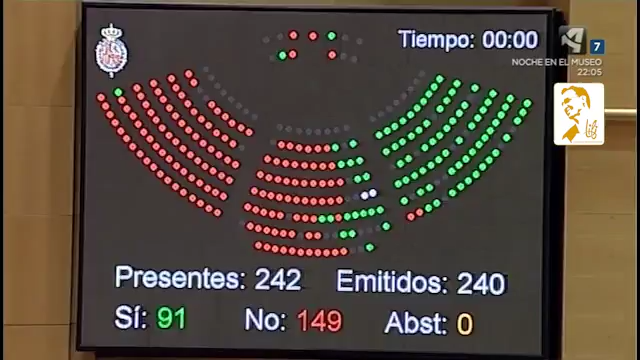 Tiempo: 00:00
7
NOCHE EN EL MUSEO
22:05
Presentes: 242 Emitidos: 240
Sí: 91 No: 149 Abst: 0